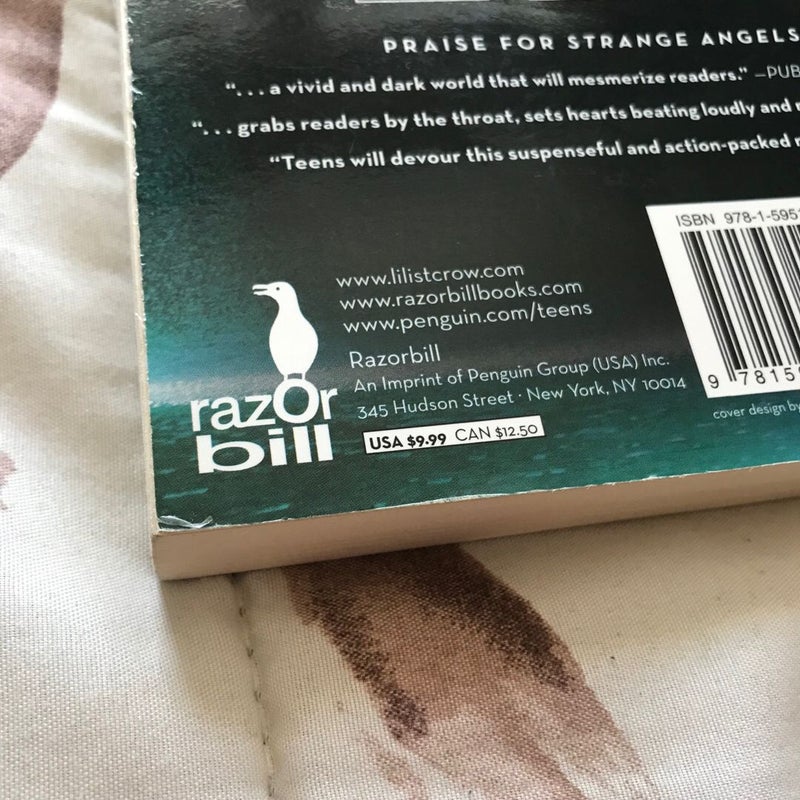 PRAISE FOR STRANGE ANGELS
“. . . a vivid and dark world that will mesmerize readers.” —PUB
“. . . grabs readers by the throat, sets hearts beating loudly and
“Teens will devour this suspenseful and action-packed
ISBN 978-1-595
www.lilistcrow.com
www.razorbillbooks.com
www.penguin.com/teens
Razorbill
An Imprint of Penguin Group (USA) Inc.
345 Hudson Street · New York, NY 10014
razOr
bill
USA $9.99 CAN $12.50
9 7815
cover design by